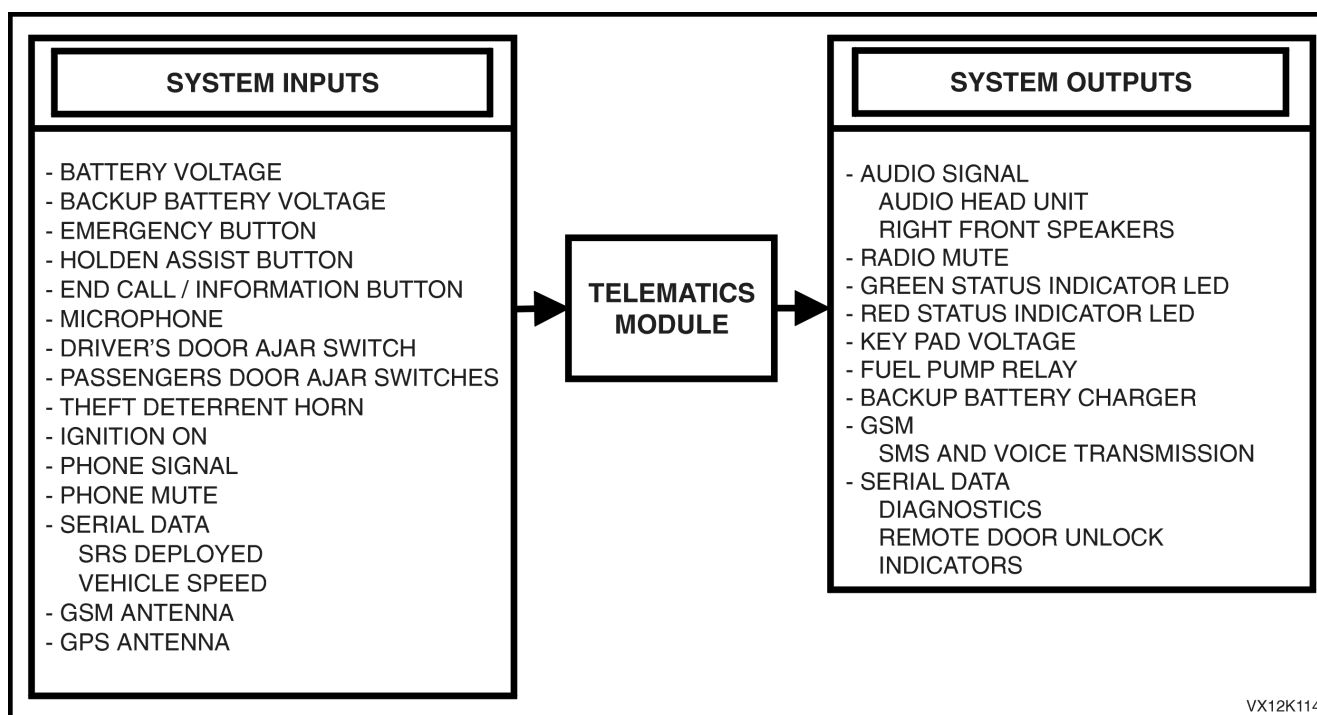 SYSTEM INPUTS
- BATTERY VOLTAGE
- BACKUP BATTERY VOLTAGE
- EMERGENCY BUTTON
- HOLDEN ASSIST BUTTON
- END CALL / INFORMATION BUTTON
- MICROPHONE
- DRIVER'S DOOR AJAR SWITCH
- PASSENGERS DOOR AJAR SWITCHES
- THEFT DETERRENT HORN
- IGNITION ON
- PHONE SIGNAL
- PHONE MUTE
- SERIAL DATA
SRS DEPLOYED
VEHICLE SPEED
- GSM ANTENNA
- GPS ANTENNA
TELEMATICS
MODULE
SYSTEM OUTPUTS
- AUDIO SIGNAL
AUDIO HEAD UNIT
RIGHT FRONT SPEAKERS
- RADIO MUTE
- GREEN STATUS INDICATOR LED
- RED STATUS INDICATOR LED
- KEY PAD VOLTAGE
- FUEL PUMP RELAY
- BACKUP BATTERY CHARGER
- GSM
SMS AND VOICE TRANSMISSION
- SERIAL DATA
DIAGNOSTICS
REMOTE DOOR UNLOCK
INDICATORS
VX12K114